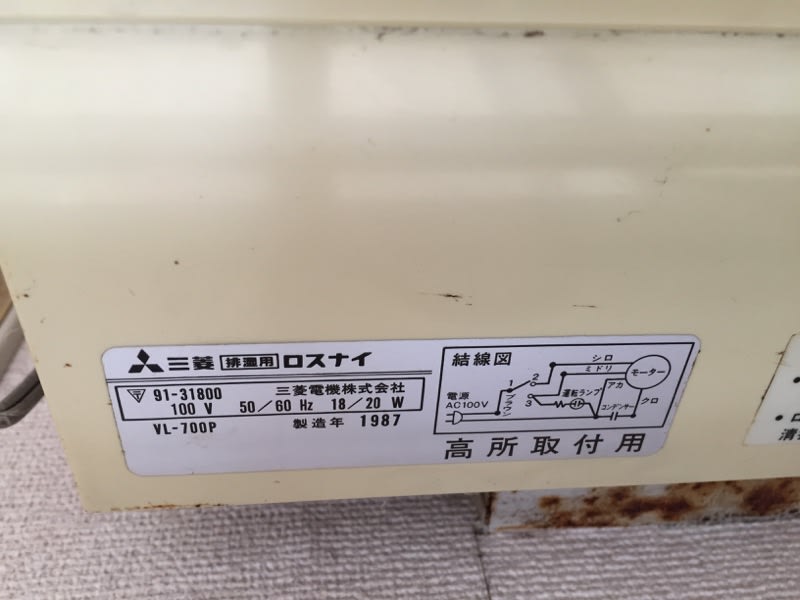 三菱 排湿用 ロスナイ
91-31800 三菱電機株式会社
100 V 50/60 Hz 18/20 W
VL-700P 製造年 1987
結線図
電源
AC100V
1
2
3
ブラウン
シロ
ミドリ
モーター
アカ
運転ランプ
コンデンサー
クロ
高所取付用